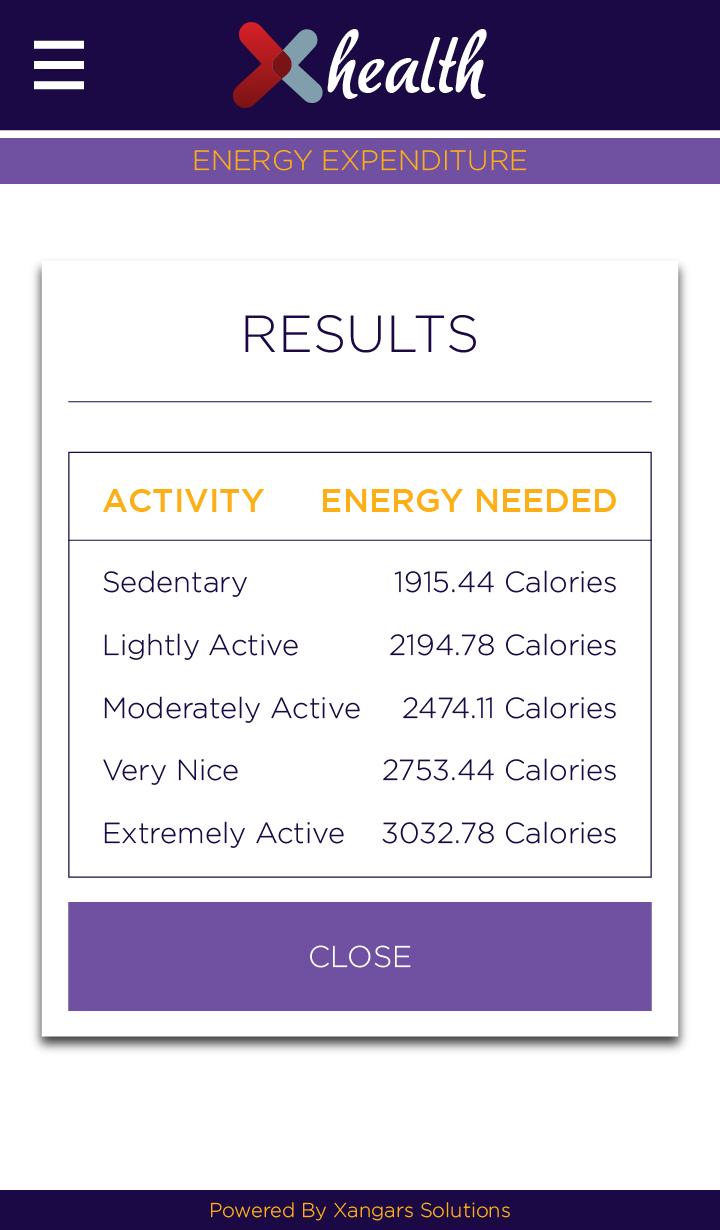 Xhealth
ENERGY EXPENDITURE
RESULTS
ACTIVITY ENERGY NEEDED
Sedentary 1915.44 Calories
Lightly Active 2194.78 Calories
Moderately Active 2474.11 Calories
Very Nice 2753.44 Calories
Extremely Active 3032.78 Calories
CLOSE
Powered By Xangars Solutions